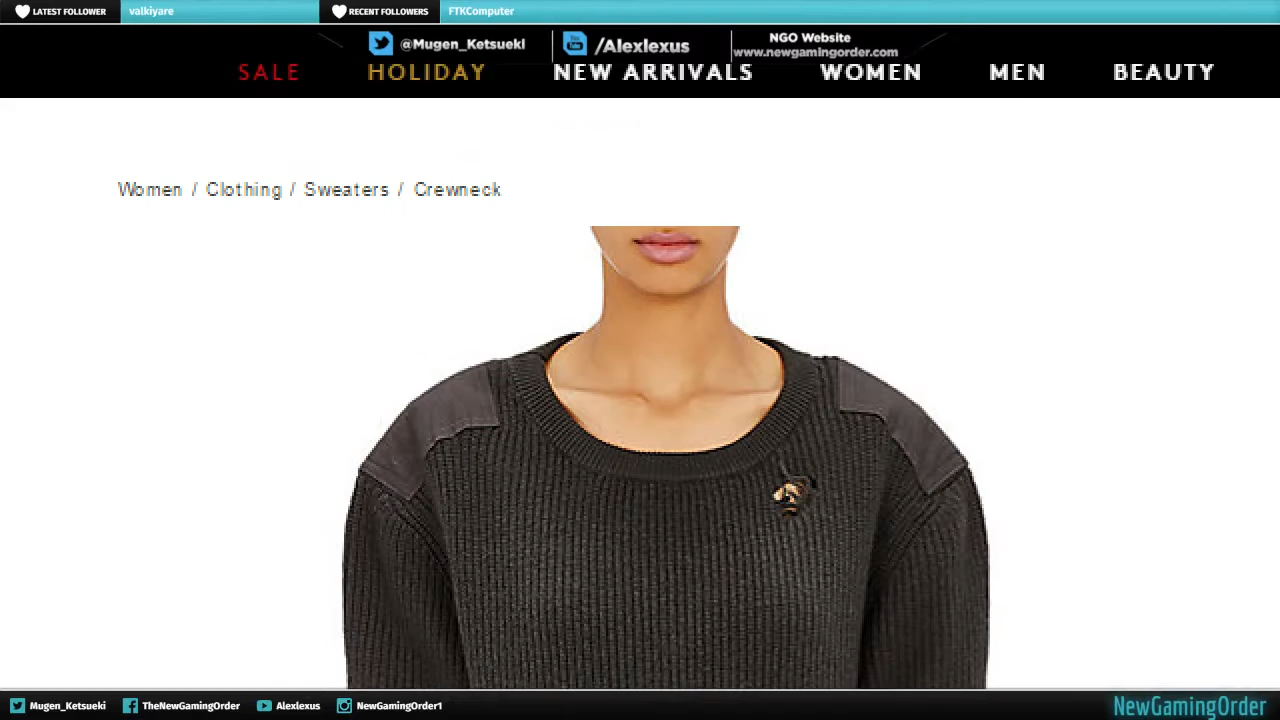 LATEST FOLLOWER valkiyare RECENT FOLLOWERS FTKComputer
@Mugen_Ketsueki /Alexlexus NGO Website
www.newgamingorder.com
SALE HOLIDAY NEW ARRIVALS WOMEN MEN BEAUTY
Women / Clothing / Sweaters / Crewneck
Mugen_Ketsueki TheNewGamingOrder Alexlexus NewGamingOrder1 NewGamingOrder